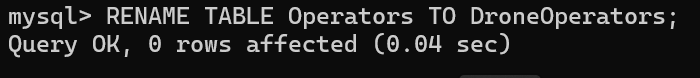 mysql> RENAME TABLE Operators TO DroneOperators;
Query OK, 0 rows affected (0.04 sec)